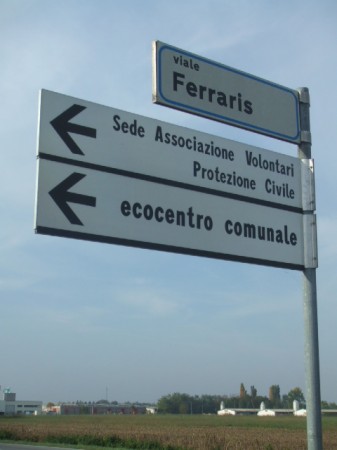 viale
Ferraris
Sede Associazione Volontari
Protezione Civile
ecocentro comunale